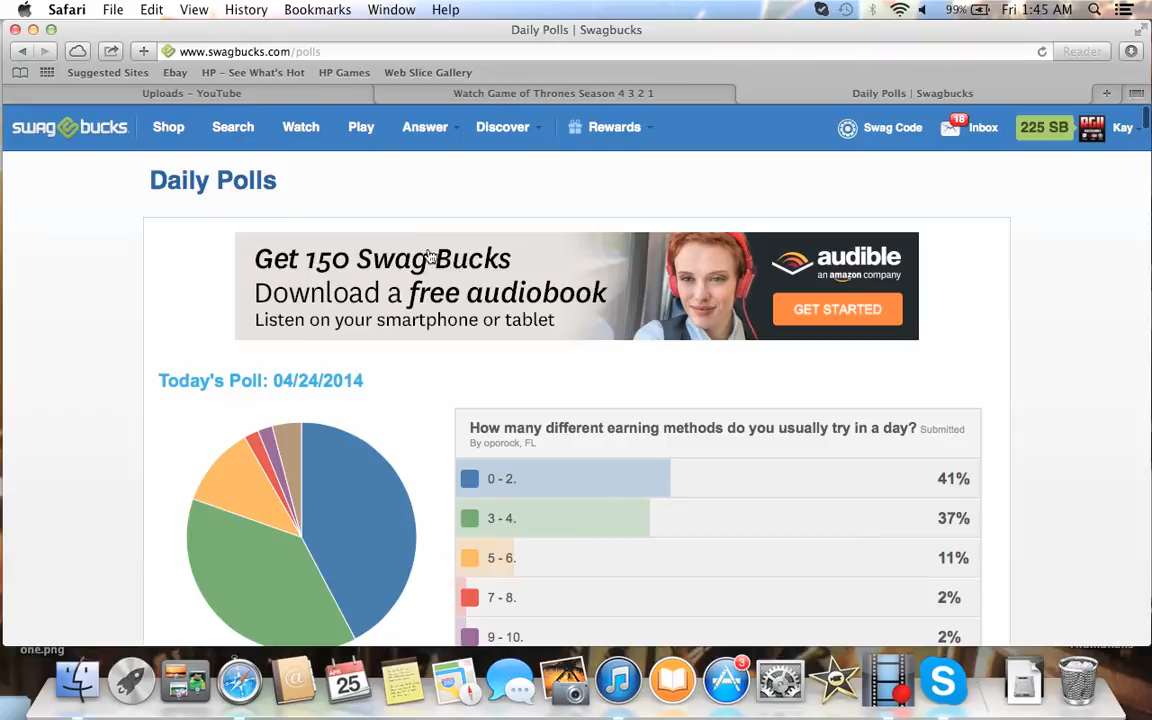 Safari File Edit View History Bookmarks Window Help 99% Fri 1:45 AM
Daily Polls | Swagbucks
www.swagbucks.com/polls Reader
Suggested Sites Ebay HP – See What's Hot HP Games Web Slice Gallery
Uploads – YouTube Watch Game of Thrones Season 4 3 2 1 Daily Polls | Swagbucks
swagbucks Shop Search Watch Play Answer Discover Rewards Swag Code 18 Inbox 225 SB Kay
Daily Polls
Get 150 Swag Bucks
Download a free audiobook
Listen on your smartphone or tablet
audible
an amazon company
GET STARTED
Today's Poll: 04/24/2014
How many different earning methods do you usually try in a day? Submitted
By oporock, FL
0 - 2. 41%
3 - 4. 37%
5 - 6. 11%
7 - 8. 2%
9 - 10. 2%
one.png
25
3